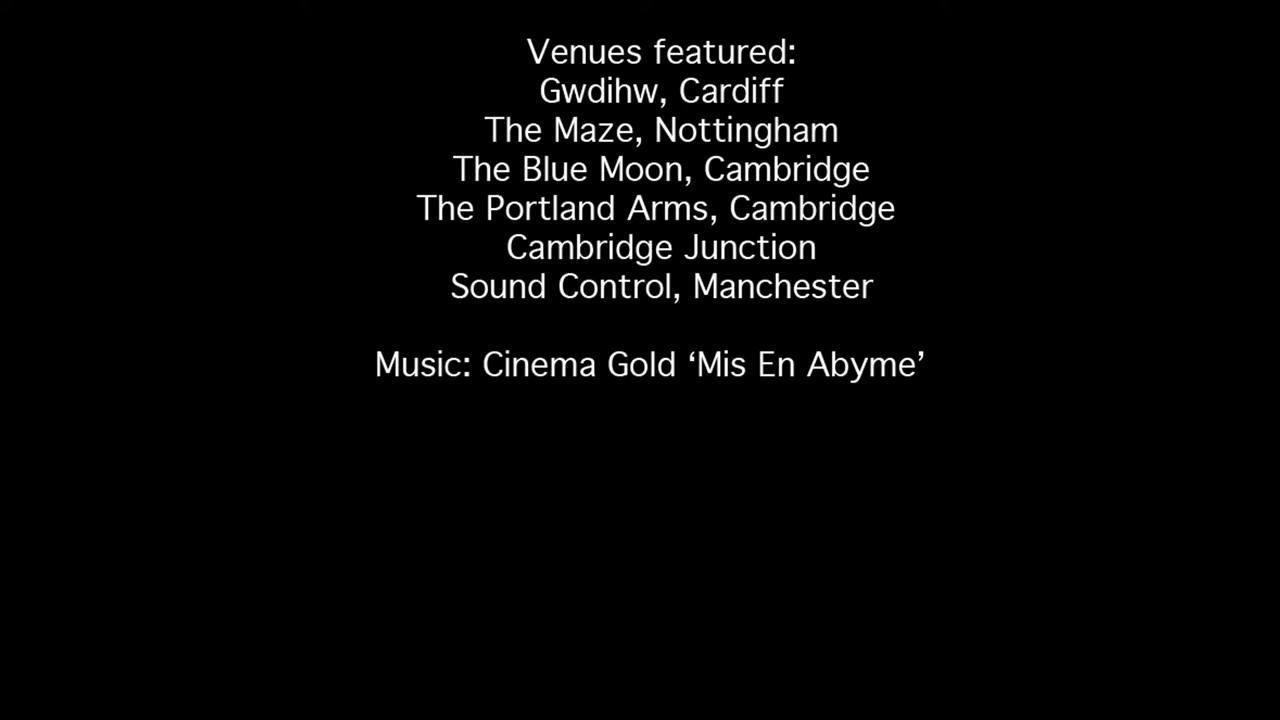 Venues featured:
Gwdihw, Cardiff
The Maze, Nottingham
The Blue Moon, Cambridge
The Portland Arms, Cambridge
Cambridge Junction
Sound Control, Manchester
Music: Cinema Gold ‘Mis En Abyme’